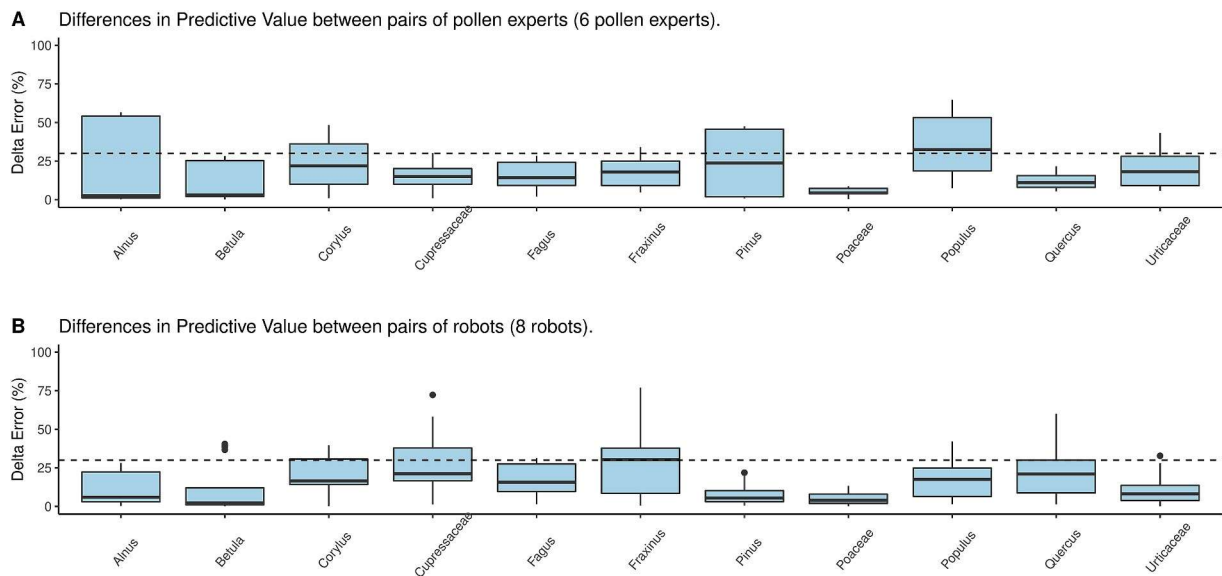 A Differences in Predictive Value between pairs of pollen experts (6 pollen experts).
Delta Error (%)
100
75
50
25
0
Alnus
Betula
Corylus
Cupressaceae
Fagus
Fraxinus
Pinus
Poaceae
Populus
Quercus
Urticaceae
B Differences in Predictive Value between pairs of robots (8 robots).
Delta Error (%)
100
75
50
25
0
Alnus
Betula
Corylus
Cupressaceae
Fagus
Fraxinus
Pinus
Poaceae
Populus
Quercus
Urticaceae